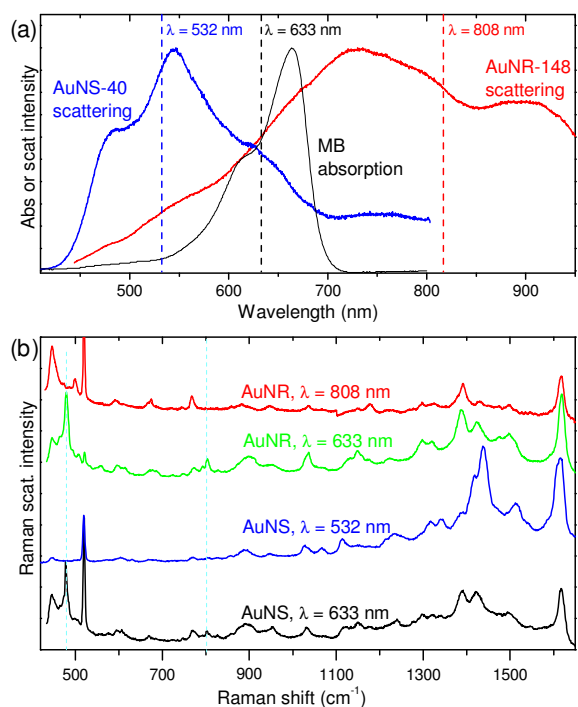 (a)
λ = 532 nm
λ = 633 nm
λ = 808 nm
AuNS-40
scattering
AuNR-148
scattering
MB
absorption
Abs or scat intensity
500 600 700 800 900
Wavelength (nm)
(b)
AuNR, λ = 808 nm
AuNR, λ = 633 nm
AuNS, λ = 532 nm
AuNS, λ = 633 nm
Raman scat. intensity
500 700 900 1100 1300 1500
Raman shift (cm⁻¹)